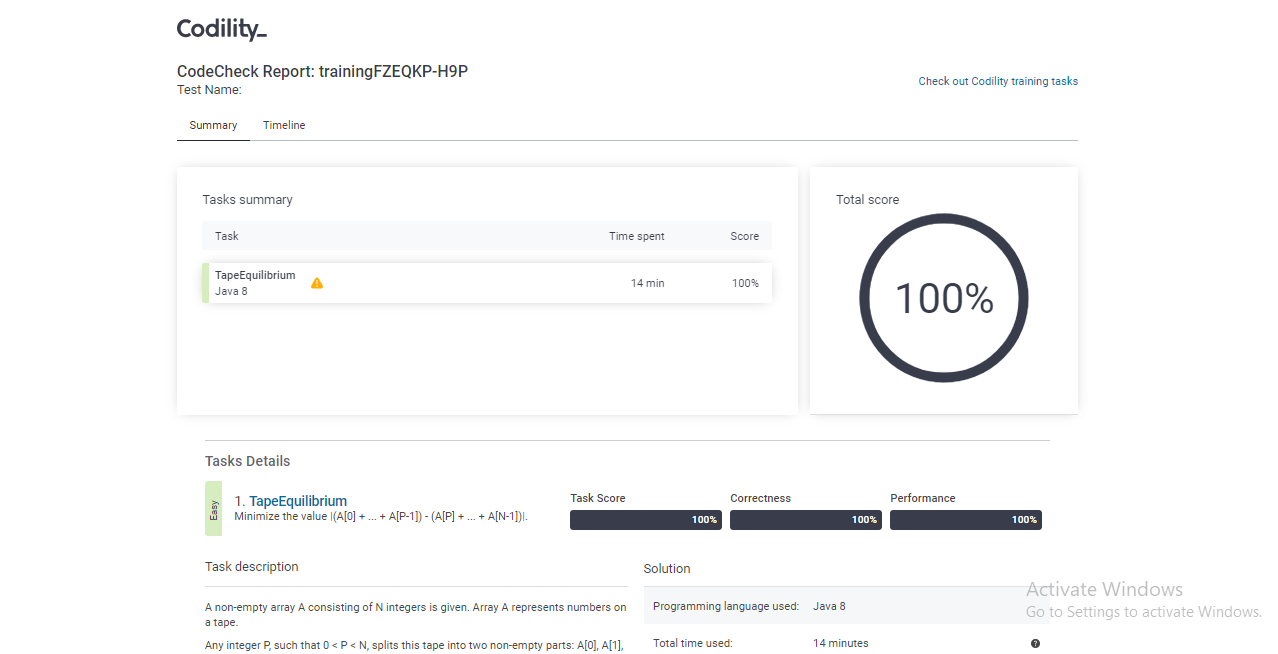 Codility_
CodeCheck Report: trainingFZEQKP-H9P
Test Name:
Check out Codility training tasks
Summary Timeline
Tasks summary
Task Time spent Score
TapeEquilibrium
Java 8
14 min 100%
Total score
100%
Tasks Details
Easy
1. TapeEquilibrium
Minimize the value |(A[0] + ... + A[P-1]) - (A[P] + ... + A[N-1])|.
Task Score Correctness Performance
100% 100% 100%
Task description
A non-empty array A consisting of N integers is given. Array A represents numbers on
a tape.
Any integer P, such that 0 < P < N, splits this tape into two non-empty parts: A[0], A[1],
Solution
Programming language used: Java 8
Total time used: 14 minutes
?
Activate Windows
Go to Settings to activate Windows.